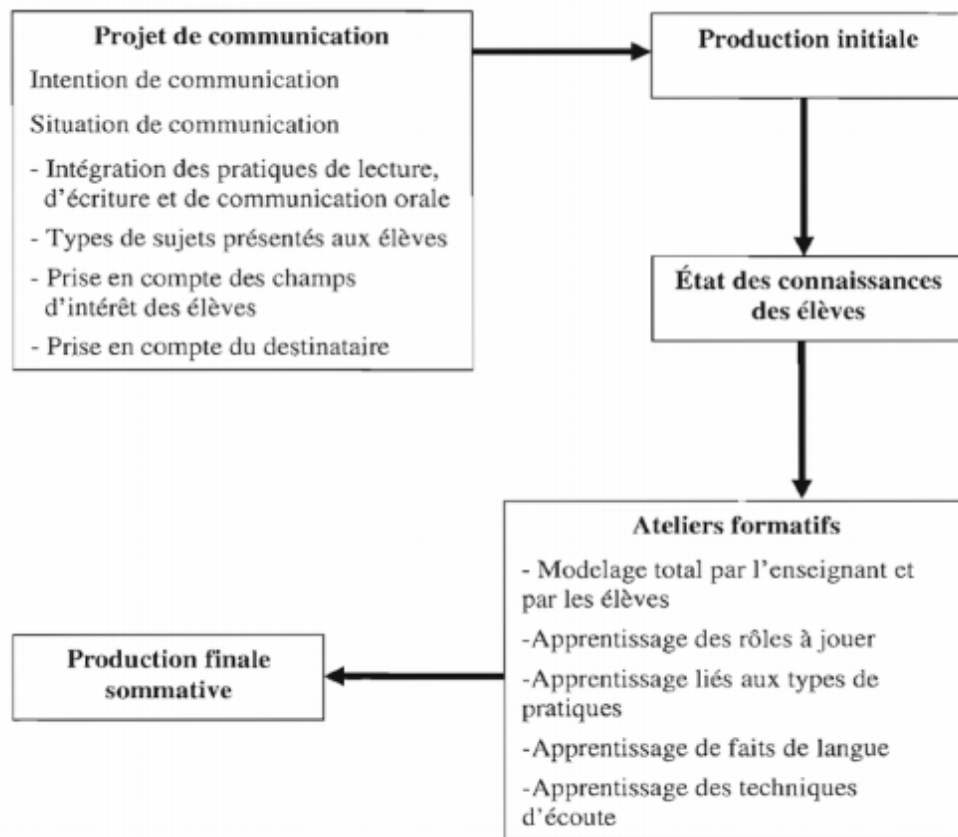 Projet de communication
Intention de communication
Situation de communication
- Intégration des pratiques de lecture,
d'écriture et de communication orale
- Types de sujets présentés aux élèves
- Prise en compte des champs
d'intérêt des élèves
- Prise en compte du destinataire
Production initiale
État des connaissances
des élèves
Ateliers formatifs
- Modelage total par l'enseignant et
par les élèves
-Apprentissage des rôles à jouer
-Apprentissage liés aux types de
pratiques
-Apprentissage de faits de langue
-Apprentissage des techniques
d'écoute
Production finale
sommative